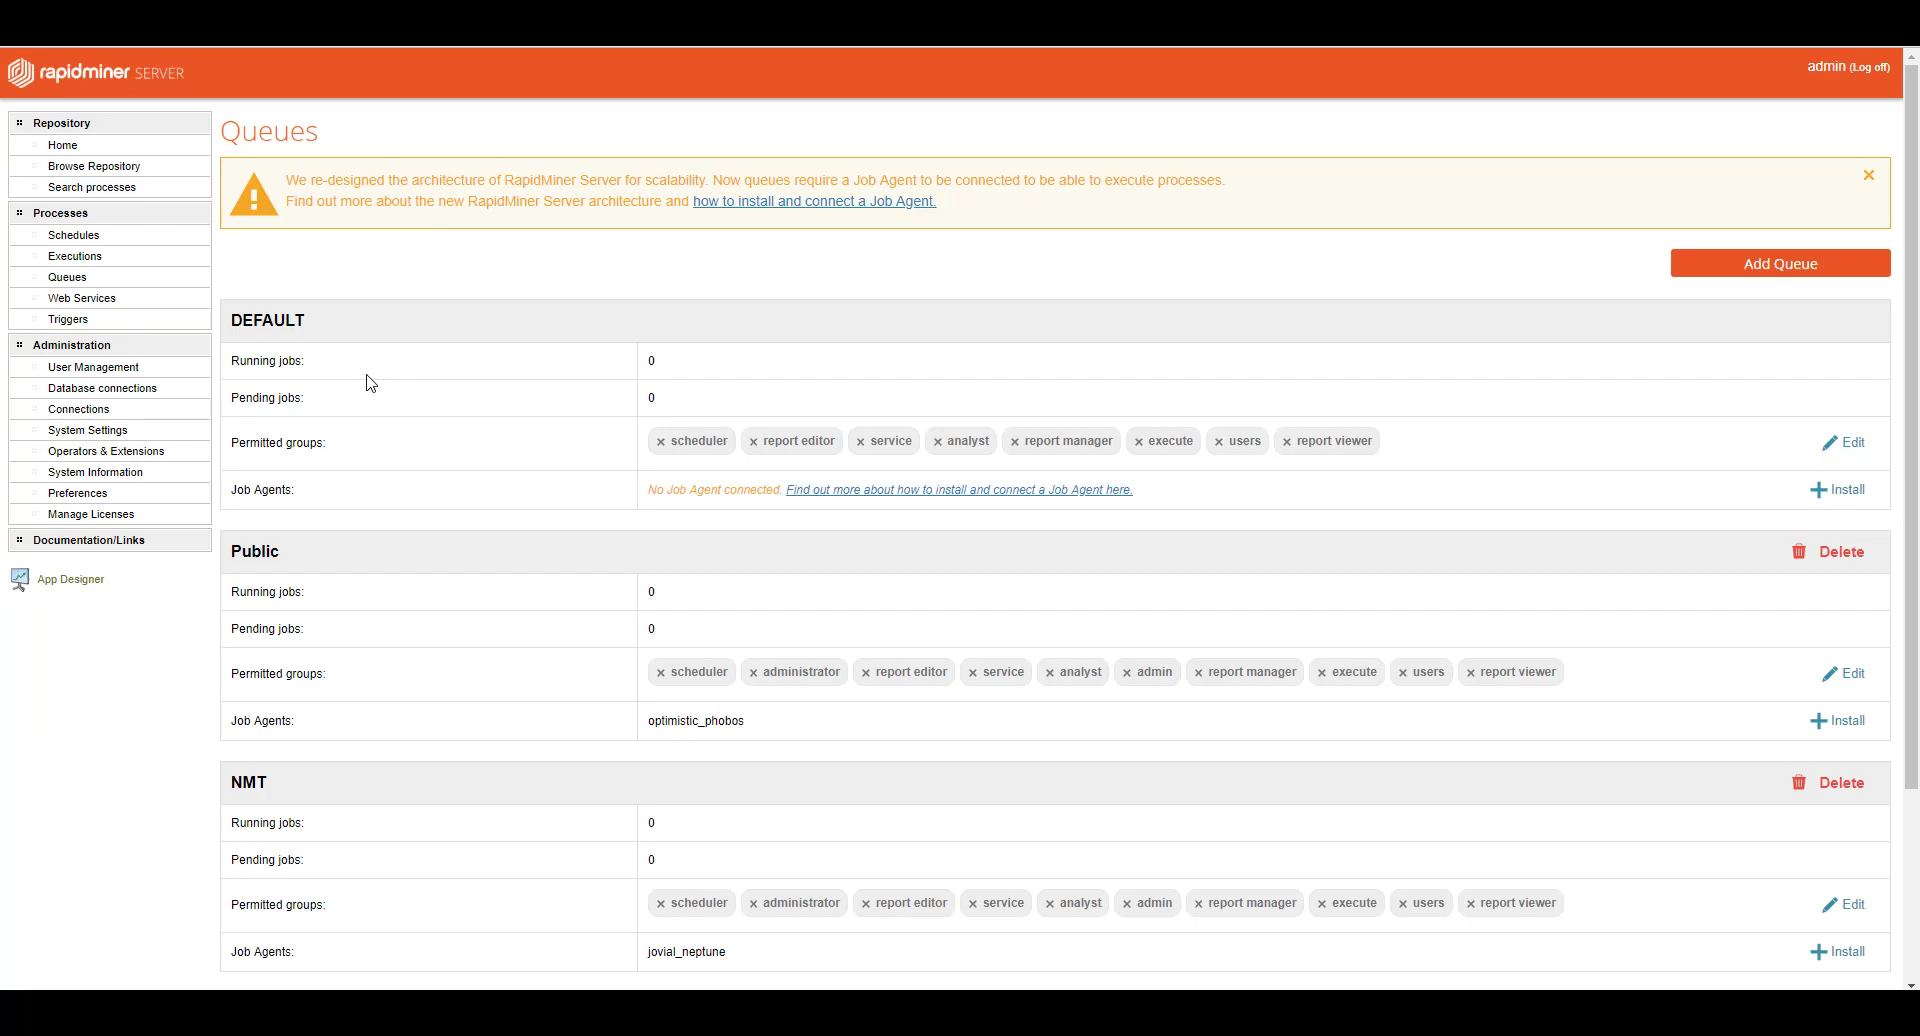 rapidminer SERVER
admin (Log off)
Repository
Home
Browse Repository
Search processes
Processes
Schedules
Executions
Queues
Web Services
Triggers
Administration
User Management
Database connections
Connections
System Settings
Operators & Extensions
System Information
Preferences
Manage Licenses
Documentation/Links
App Designer
Queues
We re-designed the architecture of RapidMiner Server for scalability. Now queues require a Job Agent to be connected to be able to execute processes.
Find out more about the new RapidMiner Server architecture and how to install and connect a Job Agent.
Add Queue
DEFAULT
Running jobs: 0
Pending jobs: 0
Permitted groups: × scheduler × report editor × service × analyst × report manager × execute × users × report viewer Edit
Job Agents: No Job Agent connected. Find out more about how to install and connect a Job Agent here. Install
Public Delete
Running jobs: 0
Pending jobs: 0
Permitted groups: × scheduler × administrator × report editor × service × analyst × admin × report manager × execute × users × report viewer Edit
Job Agents: optimistic_phobos Install
NMT Delete
Running jobs: 0
Pending jobs: 0
Permitted groups: × scheduler × administrator × report editor × service × analyst × admin × report manager × execute × users × report viewer Edit
Job Agents: jovial_neptune Install